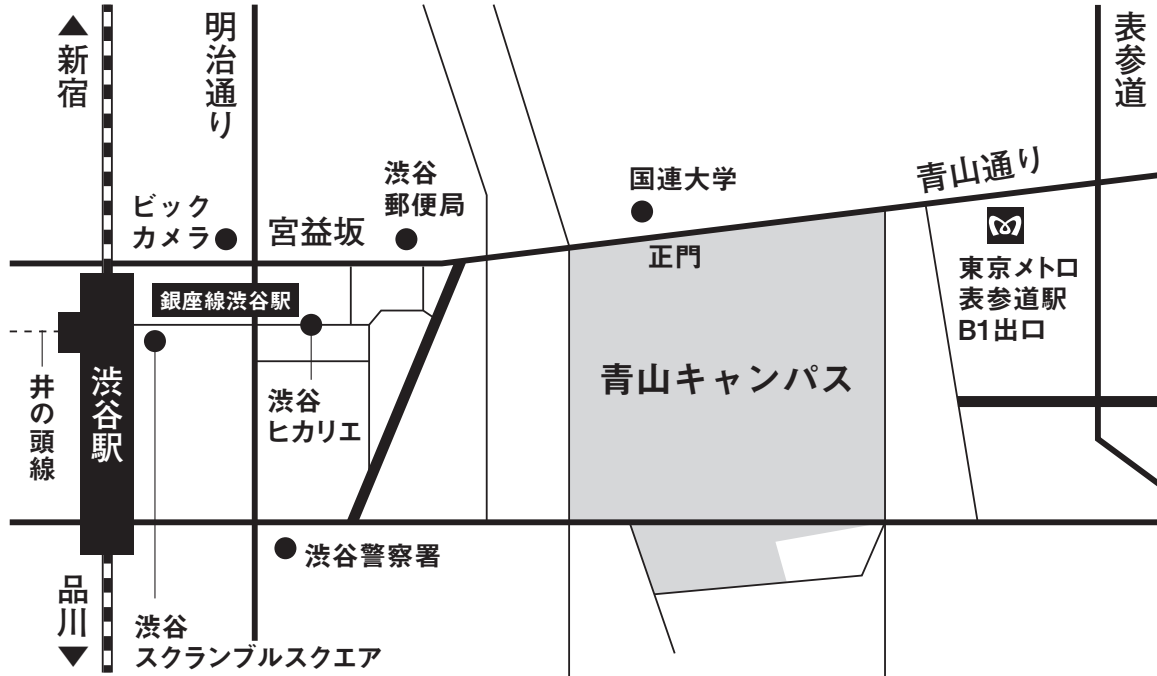 ▲新宿
明治通り
表参道
青山通り
国連大学
渋谷
郵便局
ビック
カメラ
宮益坂
正門
東京メトロ
表参道駅
B1出口
銀座線渋谷駅
青山キャンパス
井の頭線
渋谷駅
渋谷
ヒカリエ
渋谷警察署
品川▼
渋谷
スクランブルスクエア